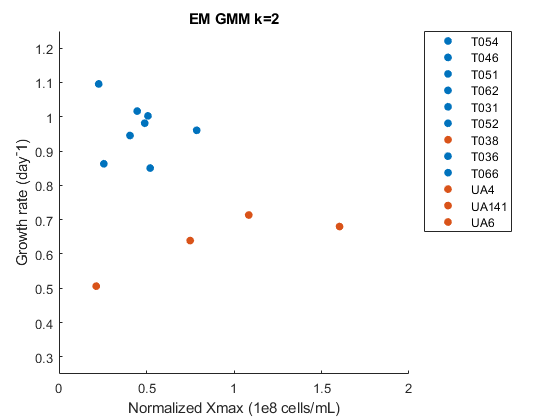 EM GMM k=2
1.2
1.1
1
0.9
0.8
0.7
0.6
0.5
0.4
0.3
Growth rate (day-1)
0
0.5
1
1.5
2
Normalized Xmax (1e8 cells/mL)
T054
T046
T051
T062
T031
T052
T038
T036
T066
UA4
UA141
UA6